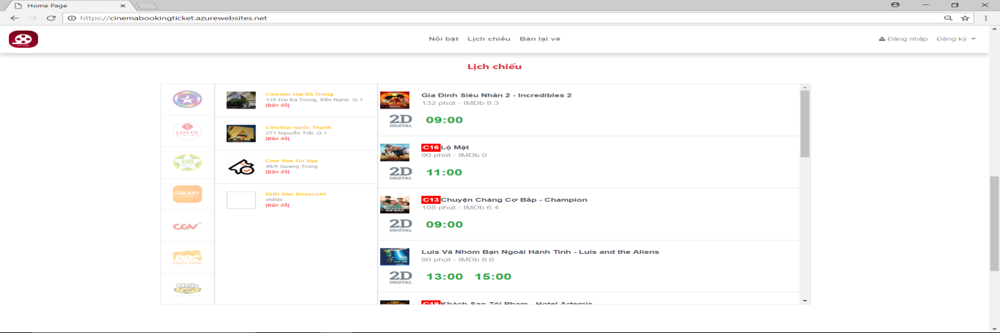 Home Page
https://cinemabookingticket.azurewebsites.net
Nổi bật Lịch chiếu Bán lại vé
Đăng nhập Đăng ký
Lịch chiếu
Cinestar Hai Bà Trưng
135 Hai Bà Trưng, Bến Nghé, Q.1
[Bản đồ]
CineStar Quốc Thanh
271 Nguyễn Trãi, Q.1
[Bản đồ]
Cine Star Go Vap
48/5 Quang Trung
[Bản đồ]
BHD Star Bitexco44
sfdfds
[Bản đồ]
LOTTE
CINEMA
BHD
GALAXY
CGV
DDC
Mega
GS
Gia Đình Siêu Nhân 2 - Incredibles 2
132 phút - IMDb 8.3
2D
DIGITAL
09:00
C16 Lộ Mặt
90 phút - IMDb 0
2D
DIGITAL
11:00
C13 Chuyện Chàng Cơ Bắp - Champion
108 phút - IMDb 6.4
2D
DIGITAL
09:00
Luis Và Nhóm Bạn Ngoài Hành Tinh - Luis and the Aliens
90 phút - IMDb 6.6
2D
DIGITAL
13:00 15:00
C18 Khách Sạn Tội Phạm - Hotel Artemis